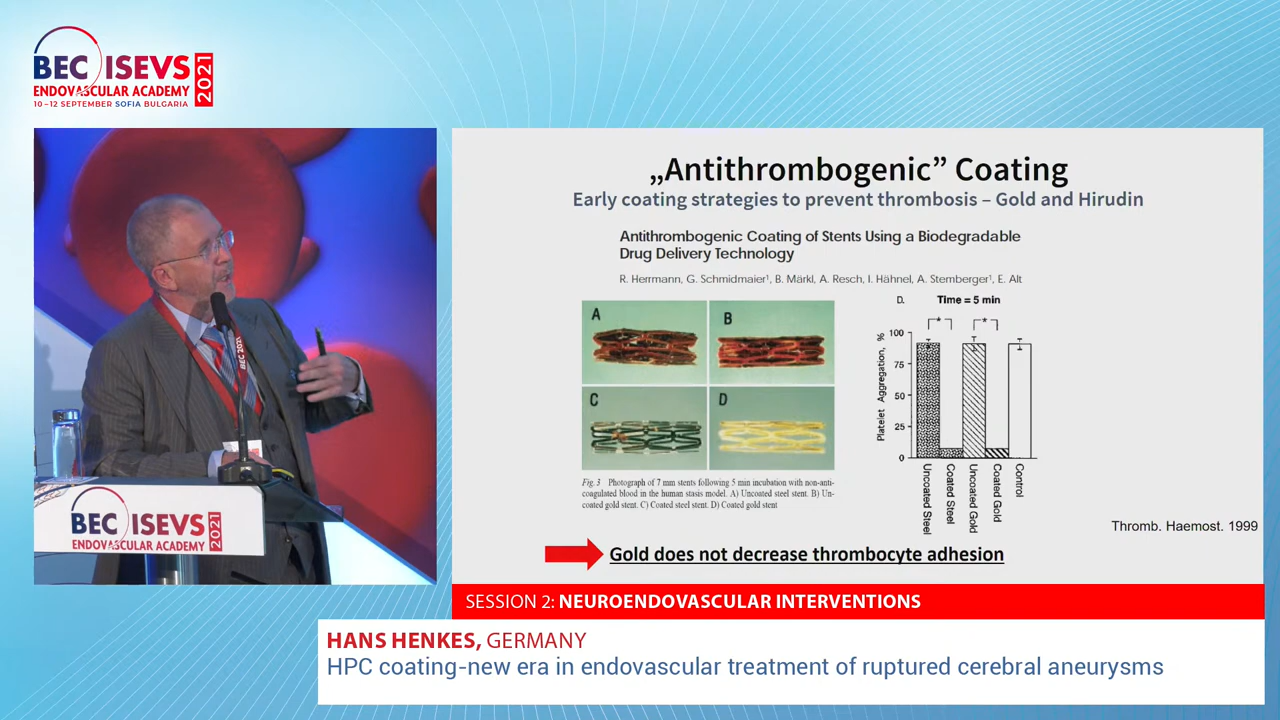 BEC ISEVS
ENDOVASCULAR ACADEMY
2021
10-12 SEPTEMBER SOFIA BULGARIA
BEC 2021
BEC ISEVS
ENDOVASCULAR ACADEMY
2021
„Antithrombogenic” Coating
Early coating strategies to prevent thrombosis – Gold and Hirudin
Antithrombogenic Coating of Stents Using a Biodegradable
Drug Delivery Technology
R. Herrmann, G. Schmidmaier¹, B. Märkl, A. Resch, I. Hähnel, A. Stemberger¹, E. Alt
A
B
C
D
Fig. 3 Photograph of 7 mm stents following 5 min incubation with non-anti-
coagulated blood in the human stasis model. A) Uncoated steel stent. B) Un-
coated gold stent. C) Coated steel stent. D) Coated gold stent
D. Time = 5 min
* *
Platelet Aggregation, %
100
75
50
25
0
Uncoated Steel
Coated Steel
Uncoated Gold
Coated Gold
Control
Thromb. Haemost. 1999
Gold does not decrease thrombocyte adhesion
SESSION 2: NEUROENDOVASCULAR INTERVENTIONS
HANS HENKES, GERMANY
HPC coating-new era in endovascular treatment of ruptured cerebral aneurysms